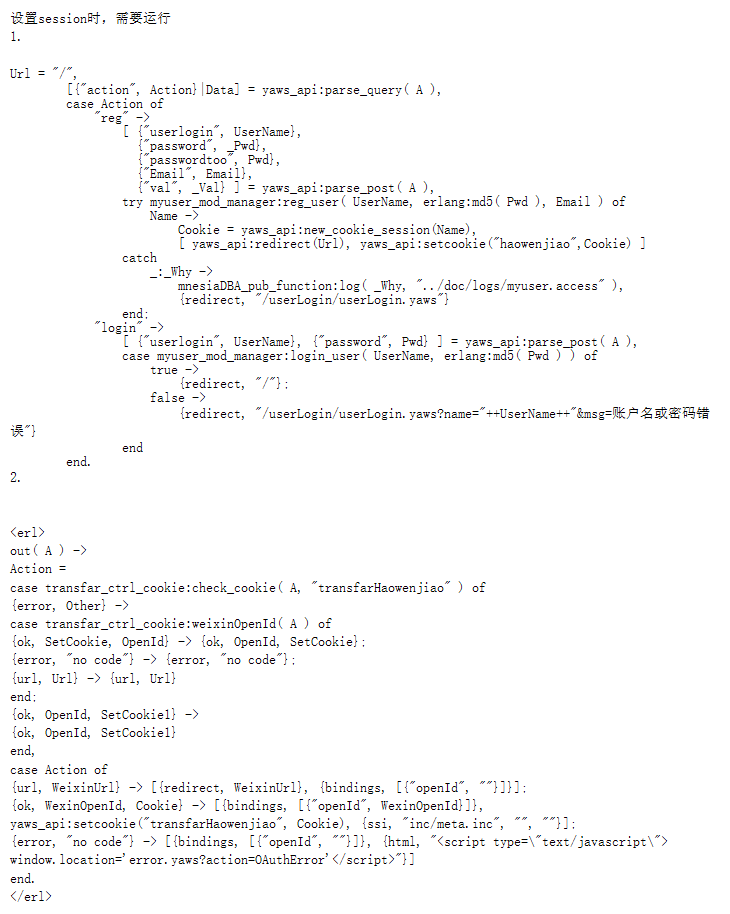 设置session时，需要运行
1.
Url = "/",
[{"action", Action}|Data] = yaws_api:parse_query( A ),
case Action of
"reg" ->
[ {"userlogin", UserName},
{"password", _Pwd},
{"passwordtoo", Pwd},
{"Email", Email},
{"val", _Val} ] = yaws_api:parse_post( A ),
try myuser_mod_manager:reg_user( UserName, erlang:md5( Pwd ), Email ) of
Name ->
Cookie = yaws_api:new_cookie_session(Name),
[ yaws_api:redirect(Url), yaws_api:setcookie("haowenjiao",Cookie) ]
catch
_:_Why ->
mnesiaDBA_pub_function:log( _Why, "../doc/logs/myuser.access" ),
{redirect, "/userLogin/userLogin.yaws"}
end;
"login" ->
[ {"userlogin", UserName}, {"password", Pwd} ] = yaws_api:parse_post( A ),
case myuser_mod_manager:login_user( UserName, erlang:md5( Pwd ) ) of
true ->
{redirect, "/"};
false ->
{redirect, "/userLogin/userLogin.yaws?name="++UserName++"&msg=账户名或密码错
误"}
end
end.
2.
<erl>
out( A ) ->
Action =
case transfar_ctrl_cookie:check_cookie( A, "transfarHaowenjiao" ) of
{error, Other} ->
case transfar_ctrl_cookie:weixinOpenId( A ) of
{ok, SetCookie, OpenId} -> {ok, OpenId, SetCookie};
{error, "no code"} -> {error, "no code"};
{url, Url} -> {url, Url}
end;
{ok, OpenId, SetCookie1} ->
{ok, OpenId, SetCookie1}
end,
case Action of
{url, WeixinUrl} -> [{redirect, WeixinUrl}, {bindings, [{"openId", ""}]}];
{ok, WexinOpenId, Cookie} -> [{bindings, [{"openId", WexinOpenId}]},
yaws_api:setcookie("transfarHaowenjiao", Cookie), {ssi, "inc/meta.inc", "", ""}];
{error, "no code"} -> [{bindings, [{"openId", ""}]}, {html, "<script type=\"text/javascript\">
window.location='error.yaws?action=OAuthError'</script>"}]
end.
</erl>